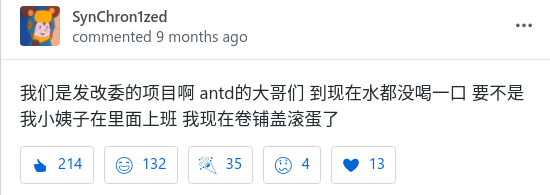 SynChron1zed
commented 9 months ago
我们是发改委的项目啊 antd的大哥们 到现在水都没喝一口 要不是
我小姨子在里面上班 我现在卷铺盖滚蛋了
214 132 35 4 13